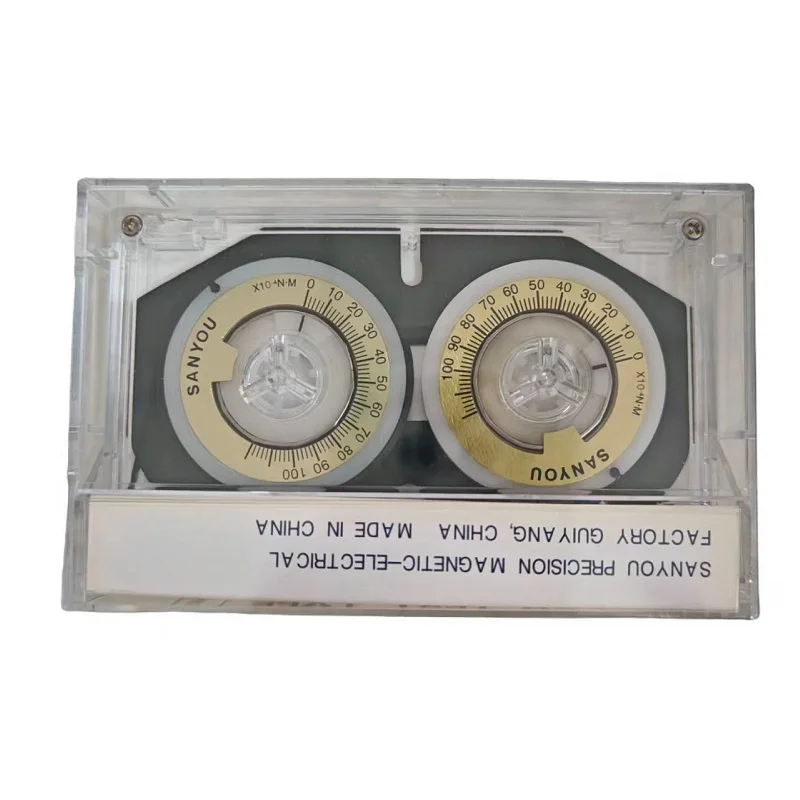 X10⁻⁴N·M
0 10 20 30 40 50 60 70 80 90 100
SANYOU
X10⁻⁴N·M
0 10 20 30 40 50 60 70 80 90 100
SANYOU
SANYOU PRECISION MAGNETIC-ELECTRICAL
FACTORY GUIYANG, CHINA MADE IN CHINA